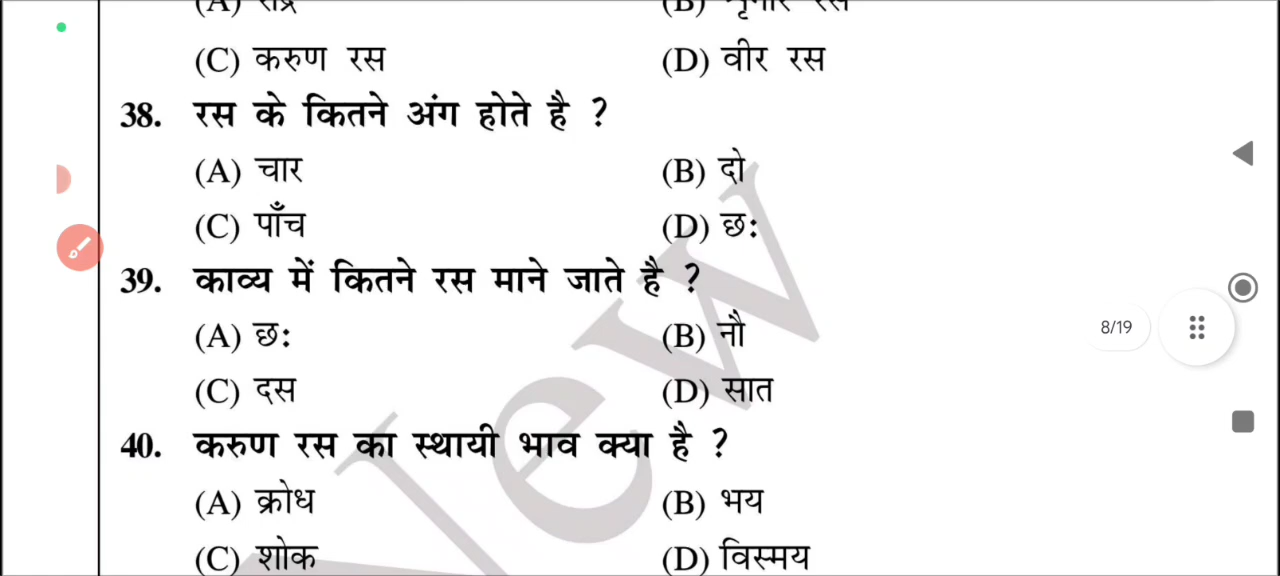 (C) करुण रस (D) वीर रस
38. रस के कितने अंग होते है ?
(A) चार (B) दो
(C) पाँच (D) छः
39. काव्य में कितने रस माने जाते है ?
(A) छः (B) नौ
8/19
(C) दस (D) सात
40. करुण रस का स्थायी भाव क्या है ?
(A) क्रोध (B) भय
(C) शोक (D) विस्मय